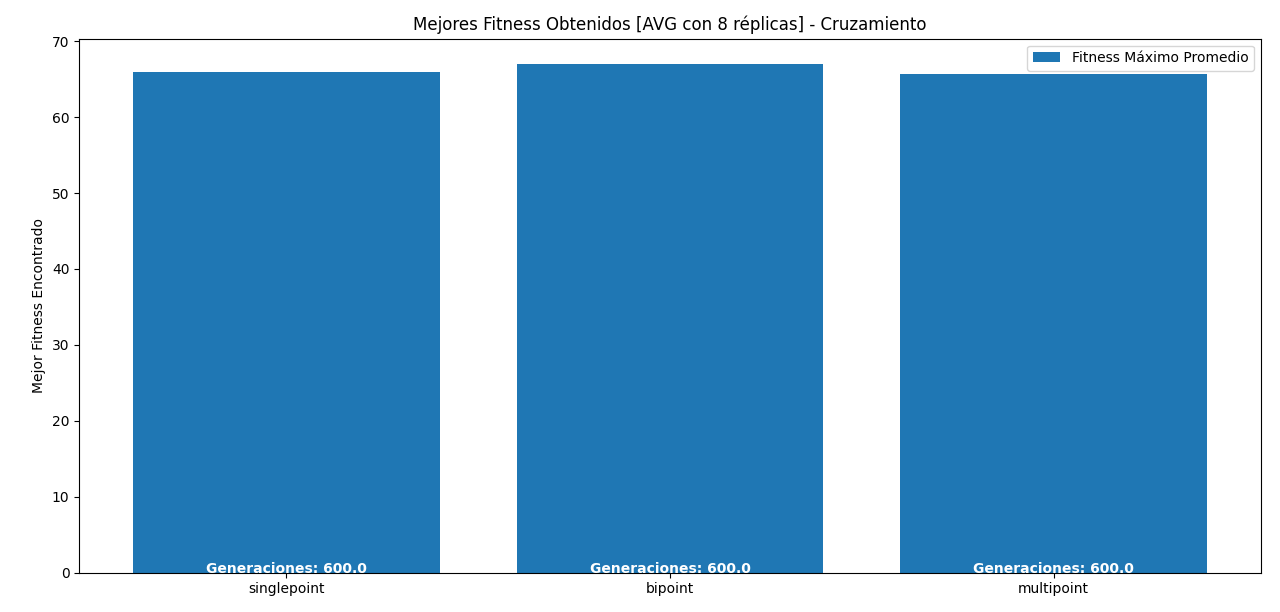 Mejores Fitness Obtenidos [AVG con 8 réplicas] - Cruzamiento
Fitness Máximo Promedio
Mejor Fitness Encontrado
70
60
50
40
30
20
10
0
Generaciones: 600.0
Generaciones: 600.0
Generaciones: 600.0
singlepoint
bipoint
multipoint